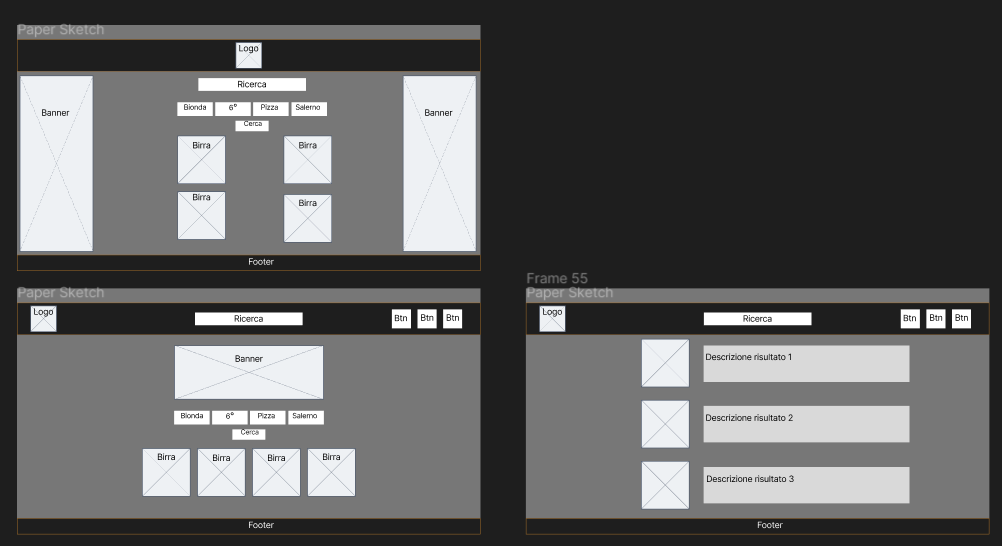 Paper Sketch
Logo
Ricerca
Banner
Banner
Bionda 6° Pizza Salerno
Cerca
Birra Birra
Birra Birra
Footer
Paper Sketch
Logo Ricerca Btn Btn Btn
Banner
Bionda 6° Pizza Salerno
Cerca
Birra Birra Birra Birra
Footer
Frame 55
Paper Sketch
Logo Ricerca Btn Btn Btn
Descrizione risultato 1
Descrizione risultato 2
Descrizione risultato 3
Footer